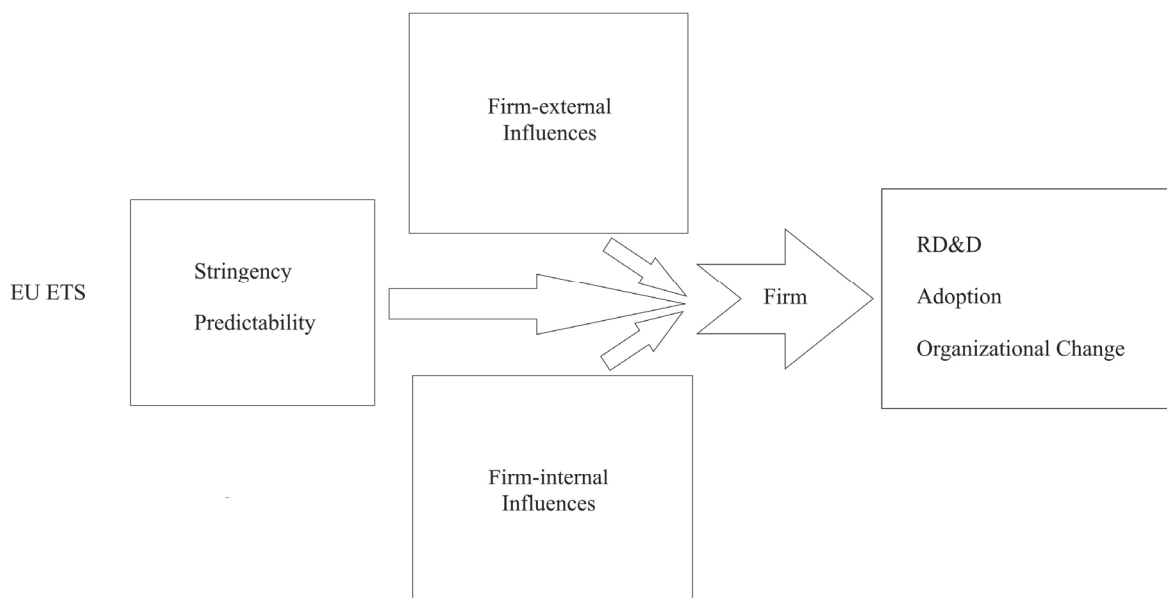 EU ETS
Stringency
Predictability
Firm-external
Influences
Firm-internal
Influences
Firm
RD&D
Adoption
Organizational Change